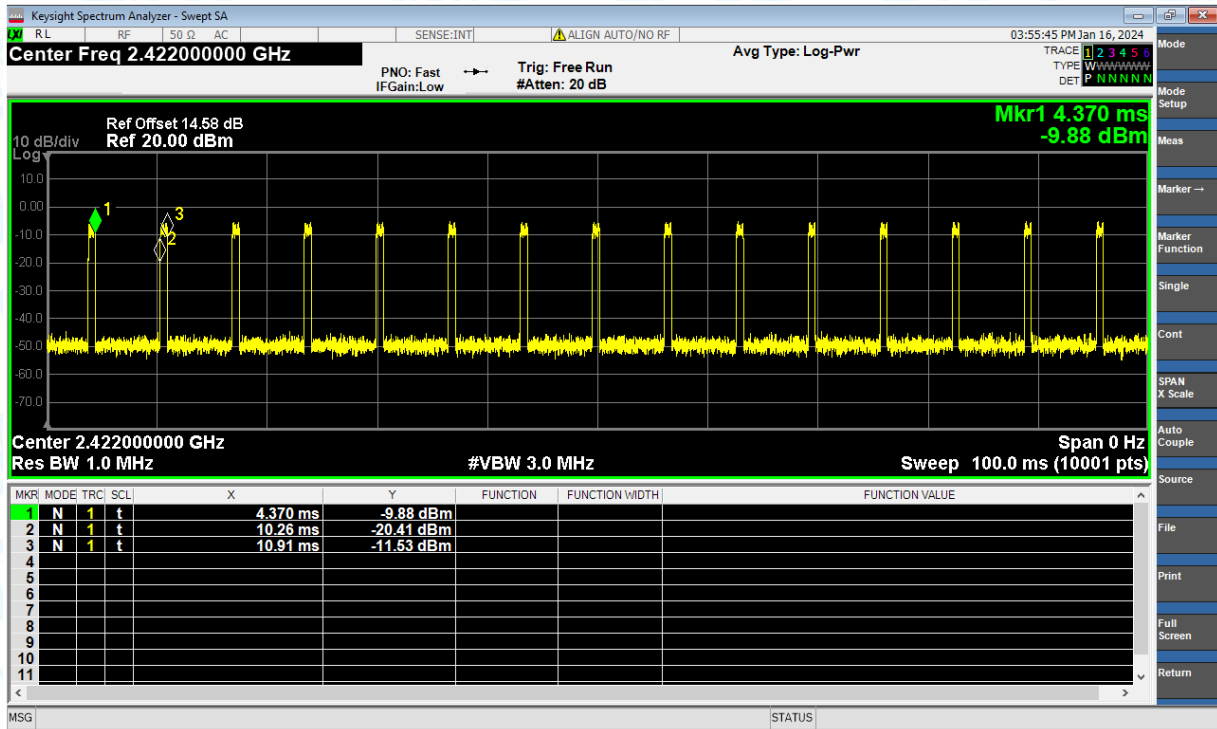 Keysight Spectrum Analyzer - Swept SA
LXI RL RF 50 Ω AC SENSE:INT ALIGN AUTO/NO RF 03:55:45 PM Jan 16, 2024
Center Freq 2.422000000 GHz
PNO: Fast
IFGain:Low
Trig: Free Run
#Atten: 20 dB
Avg Type: Log-Pwr
TRACE 1 2 3 4 5 6
TYPE WWWWWWW
DET P N N N N N
Mkr1 4.370 ms
-9.88 dBm
Ref Offset 14.58 dB
10 dB/div Ref 20.00 dBm
Log
10.0
0.00
-10.0
-20.0
-30.0
-40.0
-50.0
-60.0
-70.0
1
3
2
Center 2.422000000 GHz Span 0 Hz
Res BW 1.0 MHz #VBW 3.0 MHz Sweep 100.0 ms (10001 pts)
MKR MODE TRC SCL X Y FUNCTION FUNCTION WIDTH FUNCTION VALUE
1 N 1 t 4.370 ms -9.88 dBm
2 N 1 t 10.26 ms -20.41 dBm
3 N 1 t 10.91 ms -11.53 dBm
4
5
6
7
8
9
10
11
MSG STATUS
Mode
Mode
Setup
Meas
Marker →
Marker
Function
Single
Cont
SPAN
X Scale
Auto
Couple
Source
File
Print
Full
Screen
Return